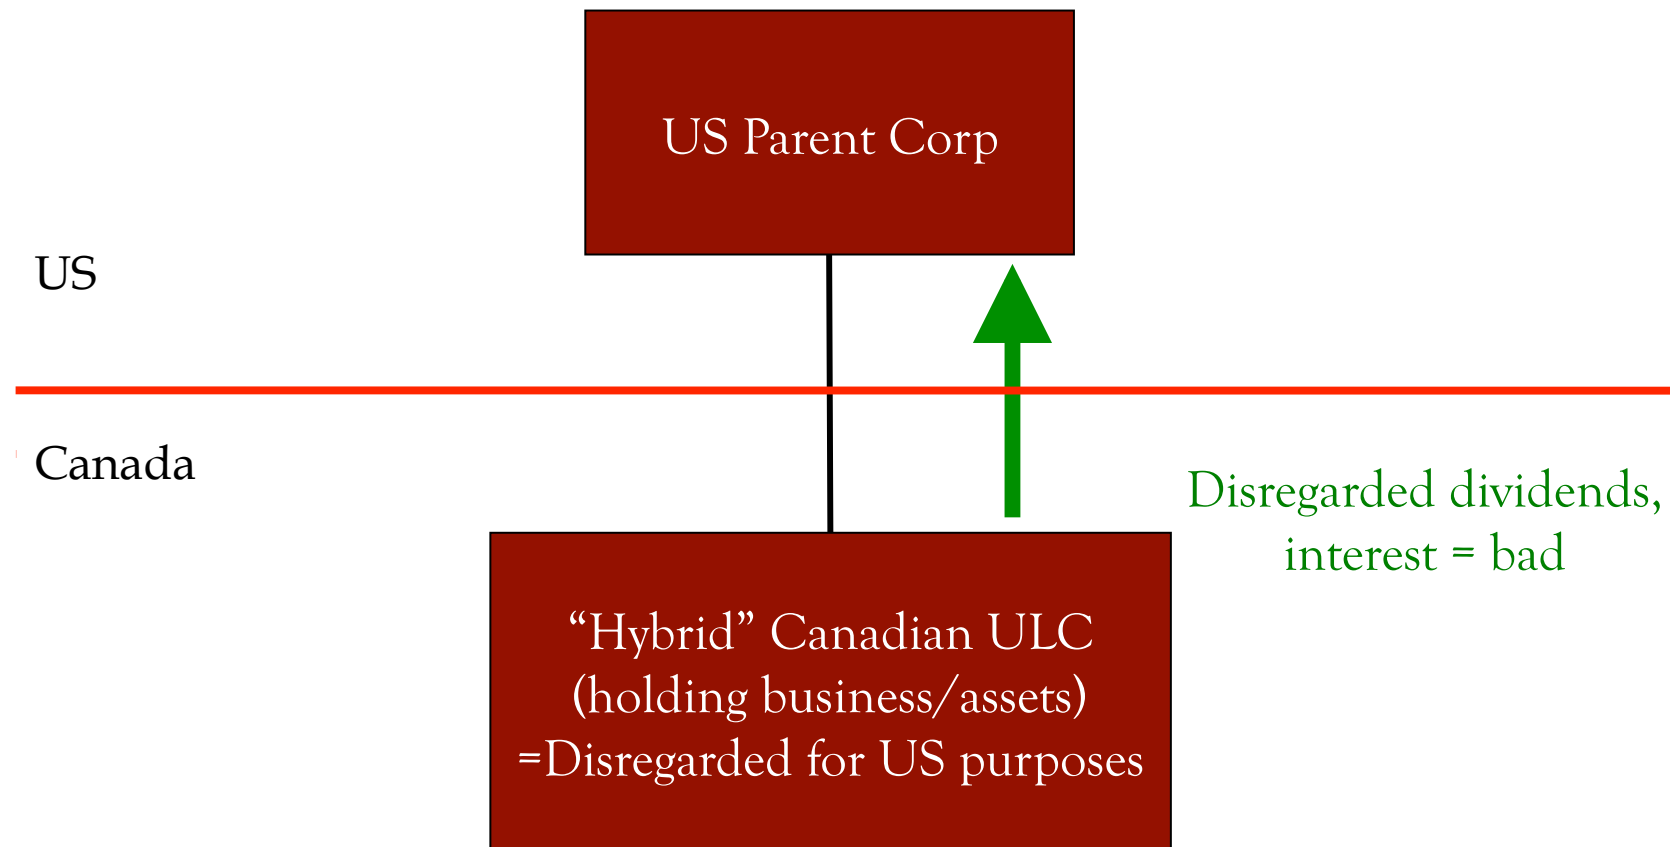 US Parent Corp
US
Canada
Disregarded dividends,
interest = bad
“Hybrid” Canadian ULC
(holding business/assets)
=Disregarded for US purposes